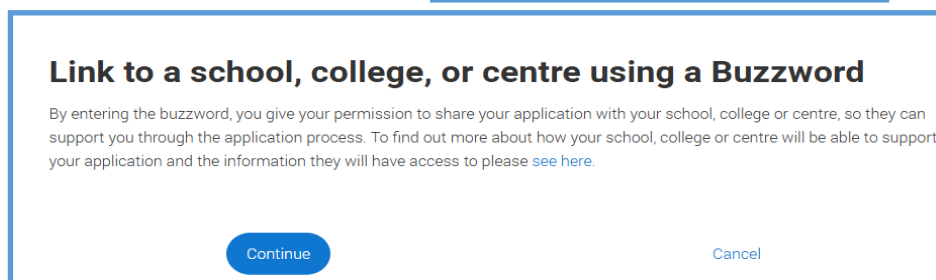 Link to a school, college, or centre using a Buzzword
By entering the buzzword, you give your permission to share your application with your school, college or centre, so they can
support you through the application process. To find out more about how your school, college or centre will be able to support
your application and the information they will have access to please see here.
Continue
Cancel